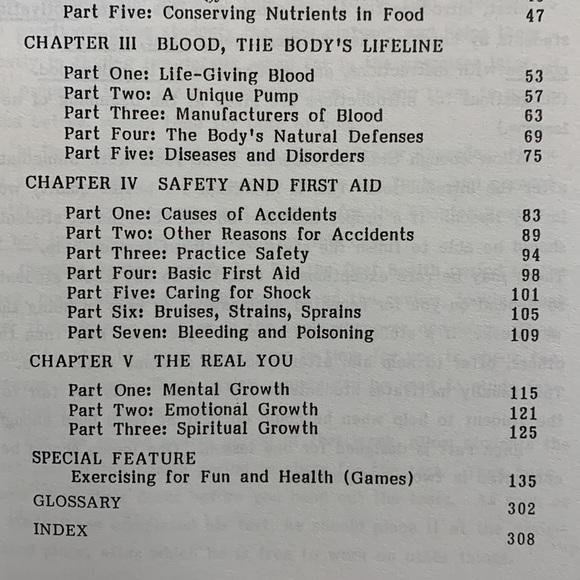 Part Five: Conserving Nutrients in Food 47
CHAPTER III BLOOD, THE BODY'S LIFELINE
Part One: Life-Giving Blood 53
Part Two: A Unique Pump 57
Part Three: Manufacturers of Blood 63
Part Four: The Body's Natural Defenses 69
Part Five: Diseases and Disorders 75
CHAPTER IV SAFETY AND FIRST AID
Part One: Causes of Accidents 83
Part Two: Other Reasons for Accidents 89
Part Three: Practice Safety 94
Part Four: Basic First Aid 98
Part Five: Caring for Shock 101
Part Six: Bruises, Strains, Sprains 105
Part Seven: Bleeding and Poisoning 109
CHAPTER V THE REAL YOU
Part One: Mental Growth 115
Part Two: Emotional Growth 121
Part Three: Spiritual Growth 125
SPECIAL FEATURE
Exercising for Fun and Health (Games) 135
GLOSSARY 302
INDEX 308